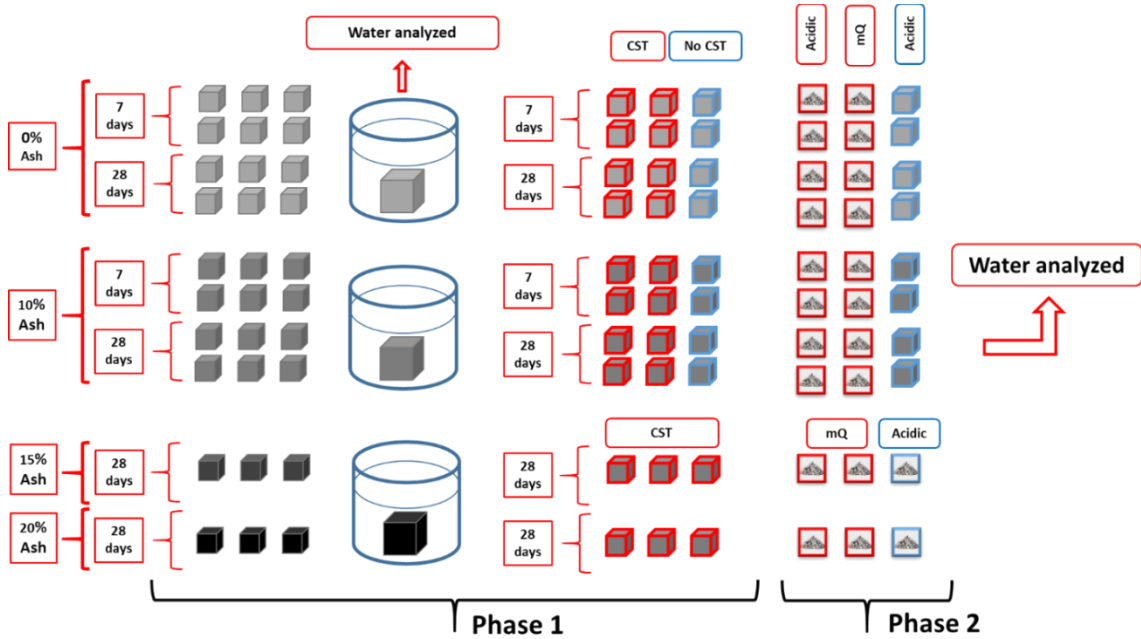 Water analyzed
CST
No CST
Acidic
mQ
Acidic
0%
Ash
7
days
28
days
7
days
28
days
10%
Ash
7
days
28
days
7
days
28
days
Water analyzed
CST
mQ
Acidic
15%
Ash
28
days
28
days
20%
Ash
28
days
28
days
Phase 1
Phase 2